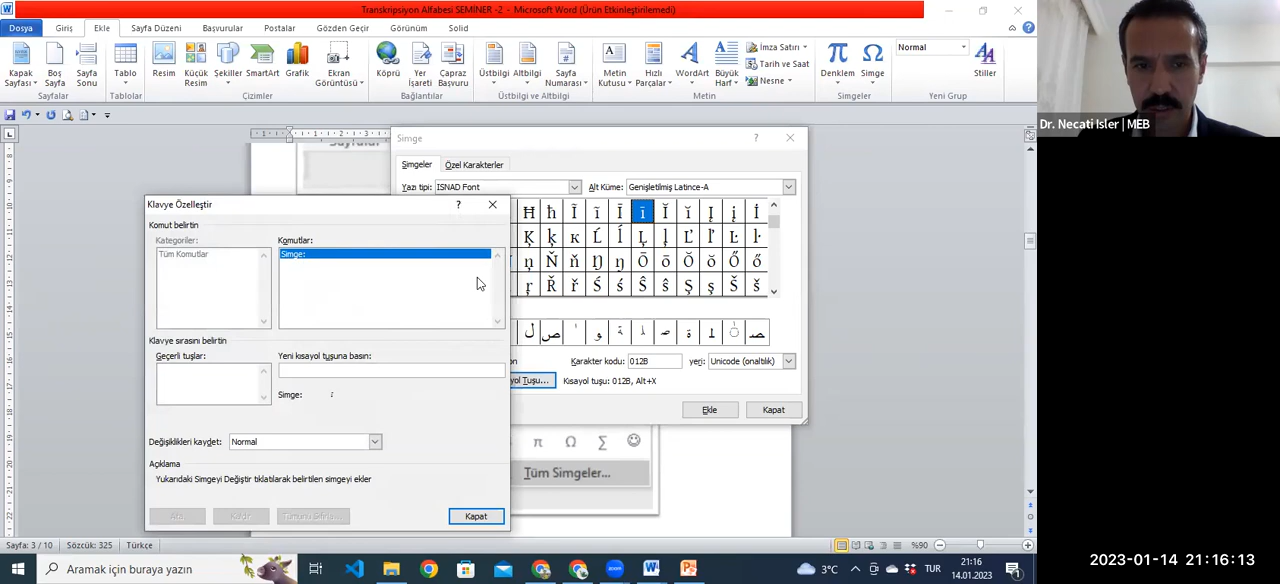 Transkripsiyon Alfabesi SEMİNER -2 - Microsoft Word (Ürün Etkinleştirilemedi)
Dosya Giriş Ekle Sayfa Düzeni Başvurular Postalar Gözden Geçir Görünüm Solid
Kapak Sayfası Boş Sayfa Sayfa Sonu
Tablo
Resim Küçük Resim Şekiller SmartArt Grafik Ekran Görüntüsü
Köprü Yer İşareti Çapraz Başvuru
Üstbilgi Altbilgi Sayfa Numarası
Metin Kutusu Hızlı Parçalar WordArt Büyük Harf
İmza Satırı
Tarih ve Saat
Nesne
Denklem Simge
Normal
Stiller
Sayfalar Tablolar Çizimler Bağlantılar Üstbilgi ve Altbilgi Metin Simgeler Yeni Grup
Dr. Necati Isler | MEB
Simge
Simgeler Özel Karakterler
Yazı tipi: ISNAD Font Alt Küme: Genişletilmiş Latince-A
Ħ ħ Ĩ ĩ Ī ī Ĭ ĭ Į į İ
Ķ ķ ĸ Ĺ ĺ Ļ ļ Ľ ľ Ŀ ŀ
ņ Ň ň Ŋ ŋ Ō ō Ŏ ŏ Ő ő
ŗ Ř ř Ś ś Ŝ ŝ Ş ş Š š
Karakter kodu: 012B yeri: Unicode (onaltılık)
Tuşu... Kısayol tuşu: 012B, Alt+X
Ekle Kapat
Klavye Özelleştir
Komut belirtin
Kategoriler: Komutlar:
Tüm Komutlar Simge:
Klavye sırasını belirtin
Geçerli tuşlar: Yeni kısayol tuşuna basın:
Simge:
Değişiklikleri kaydet: Normal
Açıklama
Yukarıdaki Simgeyi Değiştir tıklatılarak belirtilen simgeyi ekler
Ata Kaldır Tümünü Sıfırla... Kapat
π Ω ∑
Tüm Simgeler...
Sayfa: 3 / 10 Sözcük: 325 Türkçe %90
Aramak için buraya yazın
3°C TUR 21:16
14.01.2023
2023-01-14 21:16:13